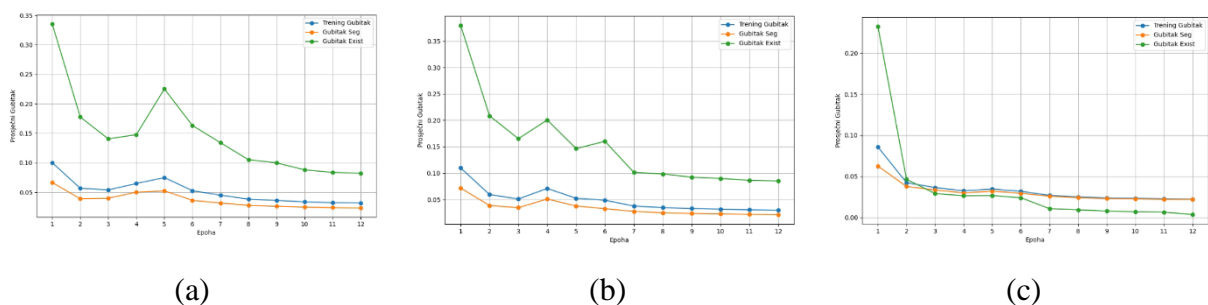 0.35
0.30
0.25
0.20
0.15
0.10
0.05
Prosječni Gubitak
1 2 3 4 5 6 7 8 9 10 11 12
Epoha
Trening Gubitak
Gubitak Seg
Gubitak Exist
(a)
0.35
0.30
0.25
0.20
0.15
0.10
0.05
Prosječni Gubitak
1 2 3 4 5 6 7 8 9 10 11 12
Epoha
Trening Gubitak
Gubitak Seg
Gubitak Exist
(b)
0.20
0.15
0.10
0.05
0.00
Prosječni Gubitak
1 2 3 4 5 6 7 8 9 10 11 12
Epoha
Trening Gubitak
Gubitak Seg
Gubitak Exist
(c)